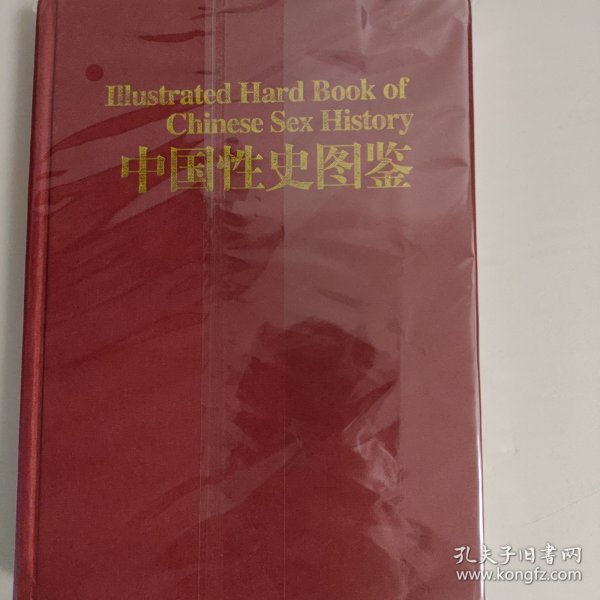 Illustrated Hard Book of
Chinese Sex History
中国性史图鉴
孔夫子旧书网
www.kongfz.com